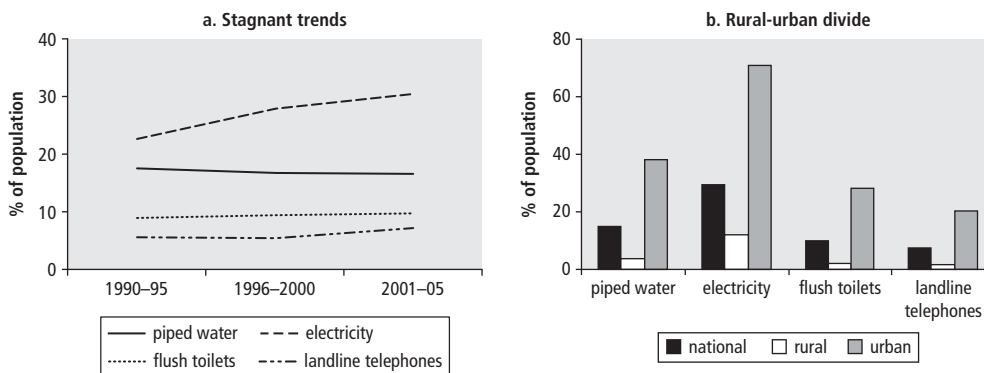 a. Stagnant trends
% of population
40
30
20
10
0
1990–95
1996–2000
2001–05
piped water
electricity
flush toilets
landline telephones
b. Rural-urban divide
% of population
80
60
40
20
0
piped water
electricity
flush toilets
landline
telephones
national
rural
urban